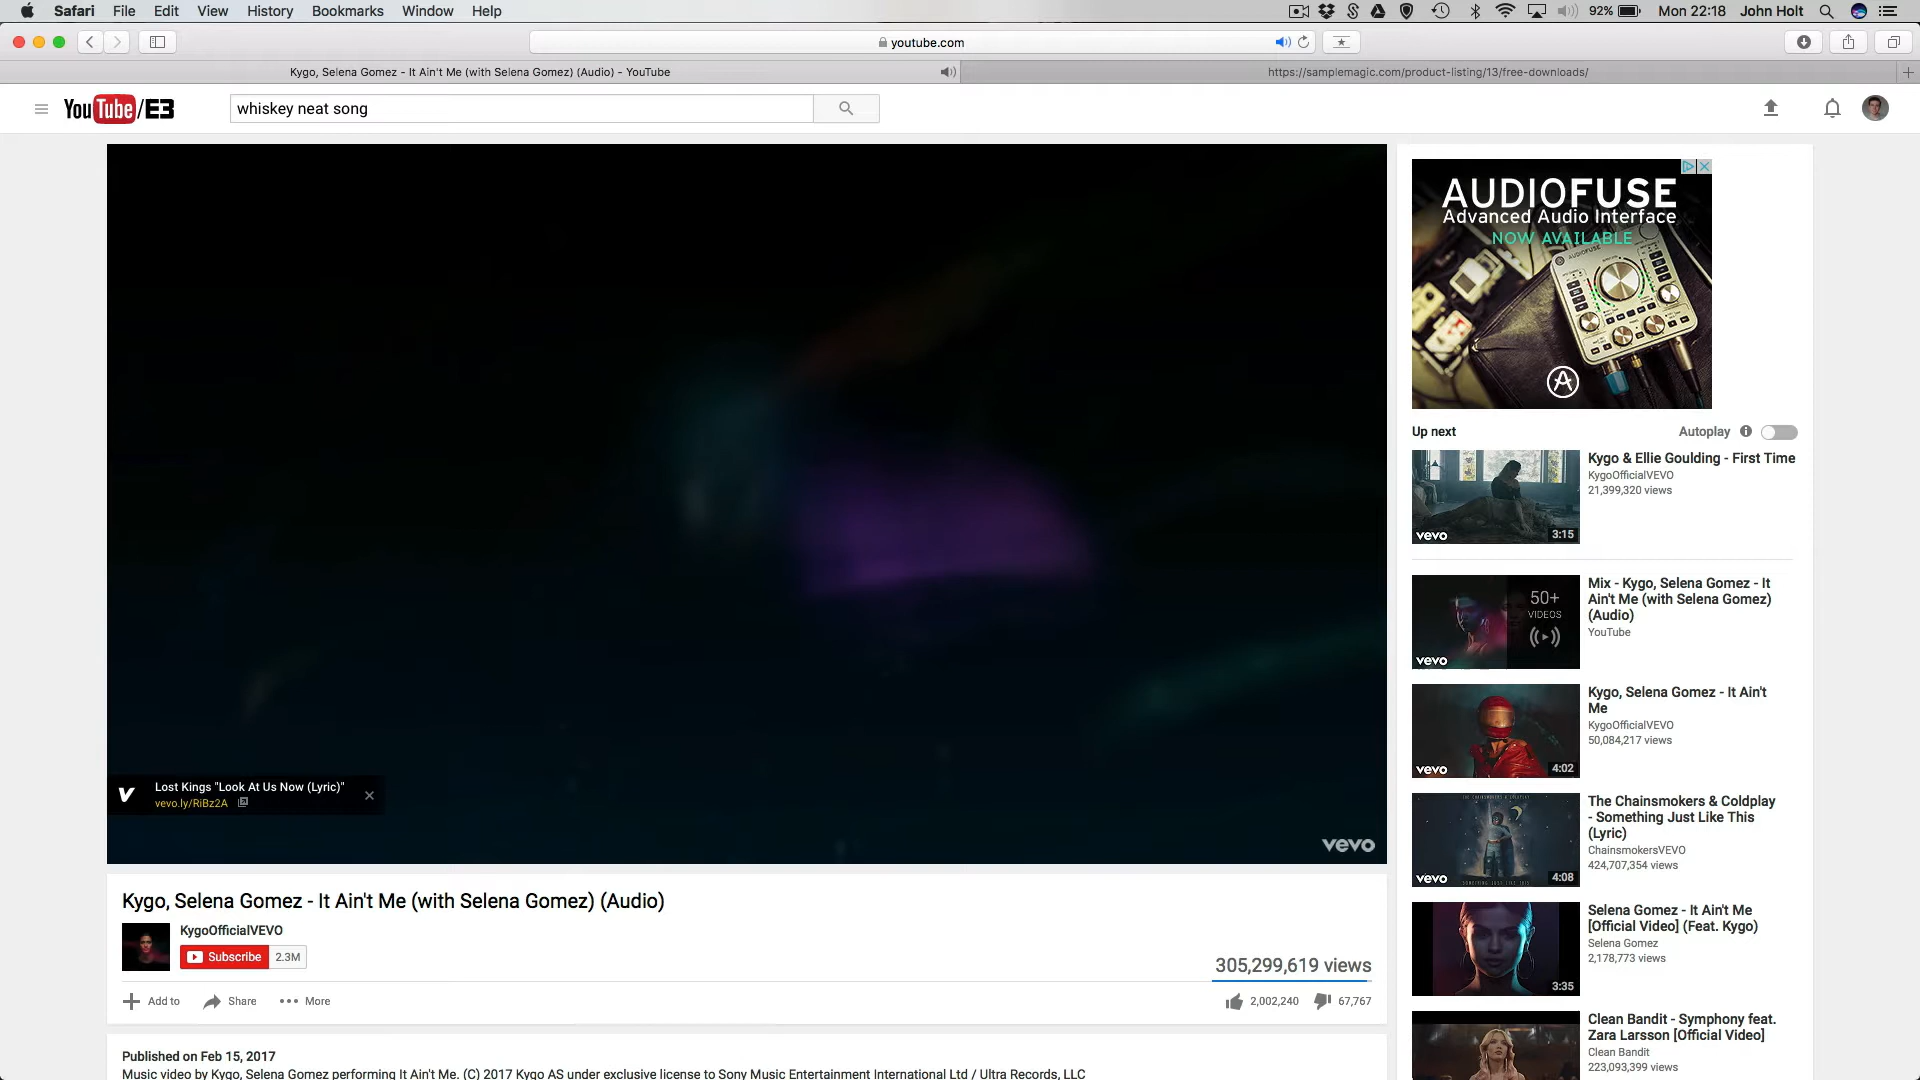 Safari File Edit View History Bookmarks Window Help
92% Mon 22:18 John Holt
youtube.com
Kygo, Selena Gomez - It Ain't Me (with Selena Gomez) (Audio) - YouTube
https://samplemagic.com/product-listing/13/free-downloads/
YouTube/E3
whiskey neat song
Lost Kings "Look At Us Now (Lyric)"
vevo.ly/RiBz2A
vevo
Kygo, Selena Gomez - It Ain't Me (with Selena Gomez) (Audio)
KygoOfficialVEVO
Subscribe 2.3M
305,299,619 views
Add to Share More
2,002,240 67,767
Published on Feb 15, 2017
Music video by Kygo, Selena Gomez performing It Ain't Me. (C) 2017 Kygo AS under exclusive license to Sony Music Entertainment International Ltd / Ultra Records, LLC
AUDIOFUSE
Advanced Audio Interface
NOW AVAILABLE
Up next
Autoplay
Kygo & Ellie Goulding - First Time
KygoOfficialVEVO
21,399,320 views
vevo
3:15
Mix - Kygo, Selena Gomez - It
Ain't Me (with Selena Gomez)
(Audio)
YouTube
50+
VIDEOS
vevo
Kygo, Selena Gomez - It Ain't
Me
KygoOfficialVEVO
50,084,217 views
vevo
4:02
The Chainsmokers & Coldplay
- Something Just Like This
(Lyric)
ChainsmokersVEVO
424,707,354 views
vevo
4:08
Selena Gomez - It Ain't Me
[Official Video] (Feat. Kygo)
Selena Gomez
2,178,773 views
3:35
Clean Bandit - Symphony feat.
Zara Larsson [Official Video]
Clean Bandit
223,093,399 views